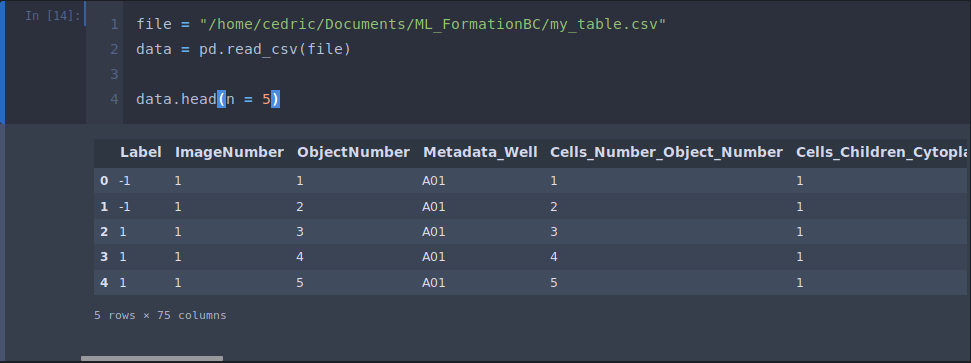 In [14]:
1 file = "/home/cedric/Documents/ML_FormationBC/my_table.csv"
2 data = pd.read_csv(file)
3
4 data.head(n = 5)
Label ImageNumber ObjectNumber Metadata_Well Cells_Number_Object_Number Cells_Children_Cytopla
0 -1 1 1 A01 1 1
1 -1 1 2 A01 2 1
2 1 1 3 A01 3 1
3 1 1 4 A01 4 1
4 1 1 5 A01 5 1
5 rows × 75 columns